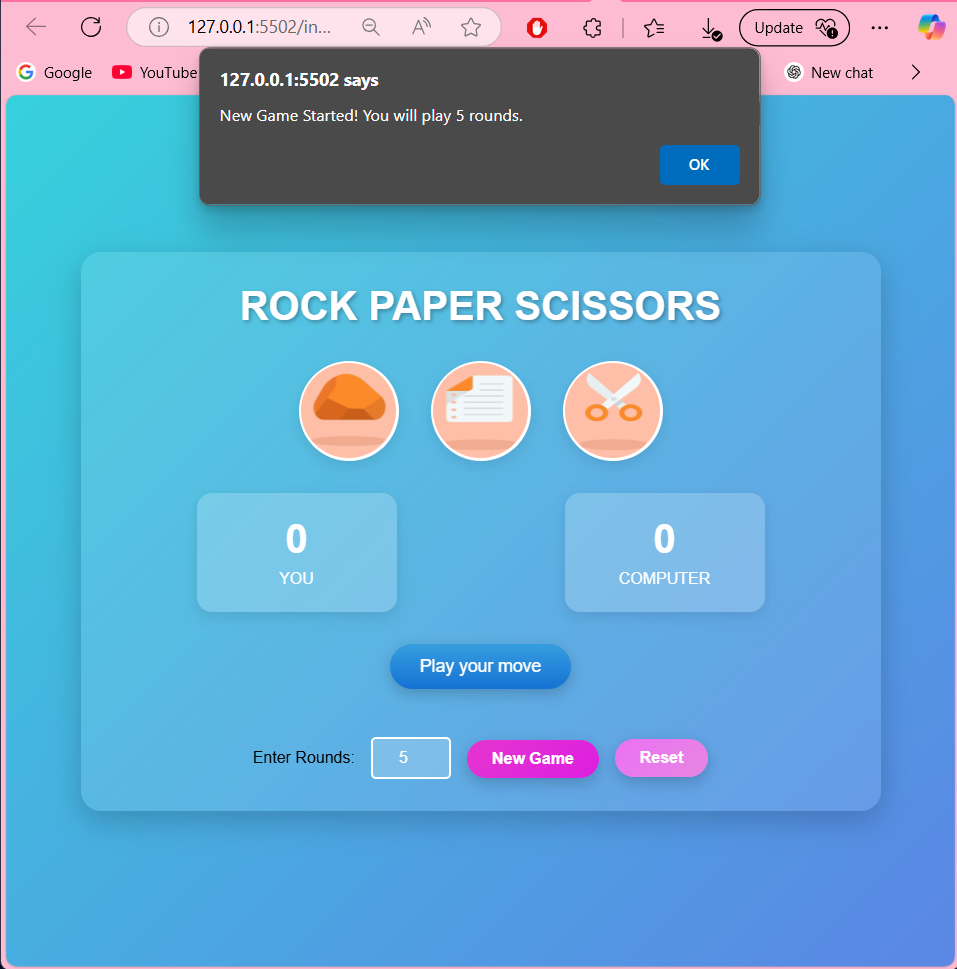 127.0.0.1:5502/in...
A
Update
Google
YouTube
New chat
127.0.0.1:5502 says
New Game Started! You will play 5 rounds.
OK
ROCK PAPER SCISSORS
0
YOU
0
COMPUTER
Play your move
Enter Rounds:
5
New Game
Reset